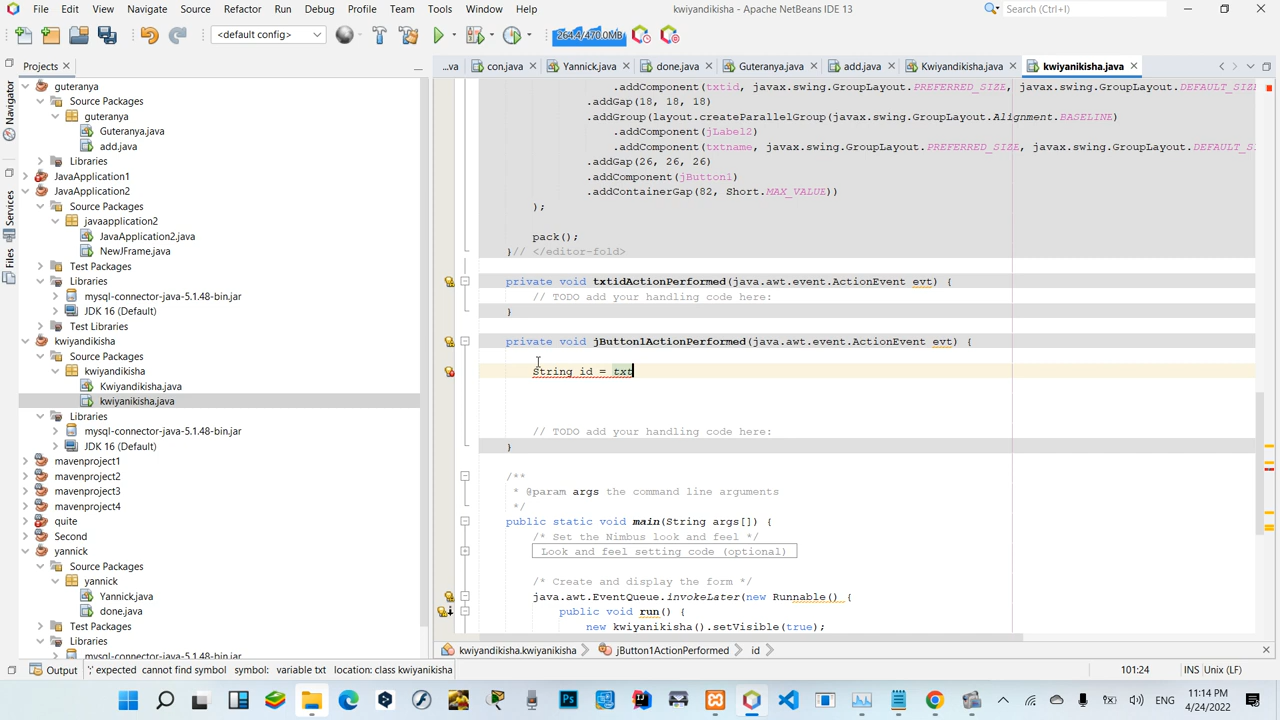 File Edit View Navigate Source Refactor Run Debug Profile Team Tools Window Help kwiyandikisha - Apache NetBeans IDE 13 Search (Ctrl+I)
<default config> 264.4/470.0MB
Projects ...va con.java Yannick.java done.java Guteranya.java add.java Kwiyandikisha.java kwiyanikisha.java
Navigator
Services
Files
guteranya
Source Packages
guteranya
Guteranya.java
add.java
Libraries
JavaApplication1
JavaApplication2
Source Packages
javaapplication2
JavaApplication2.java
NewJFrame.java
Test Packages
Libraries
mysql-connector-java-5.1.48-bin.jar
JDK 16 (Default)
Test Libraries
kwiyandikisha
Source Packages
kwiyandikisha
Kwiyandikisha.java
kwiyanikisha.java
Libraries
mysql-connector-java-5.1.48-bin.jar
JDK 16 (Default)
mavenproject1
mavenproject2
mavenproject3
mavenproject4
quite
Second
yannick
Source Packages
yannick
Yannick.java
done.java
Test Packages
Libraries
mysql-connector-java-5.1.48-bin.jar
.addComponent(txtid, javax.swing.GroupLayout.PREFERRED_SIZE, javax.swing.GroupLayout.DEFAULT_SIZE
.addGap(18, 18, 18)
.addGroup(layout.createParallelGroup(javax.swing.GroupLayout.Alignment.BASELINE)
.addComponent(jLabel2)
.addComponent(txtname, javax.swing.GroupLayout.PREFERRED_SIZE, javax.swing.GroupLayout.DEFAULT_S
.addGap(26, 26, 26)
.addComponent(jButton1)
.addContainerGap(82, Short.MAX_VALUE))
);
pack();
}// </editor-fold>
private void txtidActionPerformed(java.awt.event.ActionEvent evt) {
// TODO add your handling code here:
}
private void jButton1ActionPerformed(java.awt.event.ActionEvent evt) {
String id = txt
// TODO add your handling code here:
}
/**
* @param args the command line arguments
*/
public static void main(String args[]) {
/* Set the Nimbus look and feel */
Look and feel setting code (optional)
/* Create and display the form */
java.awt.EventQueue.invokeLater(new Runnable() {
public void run() {
new kwiyanikisha().setVisible(true);
kwiyandikisha.kwiyanikisha jButton1ActionPerformed id
Output ';' expected cannot find symbol symbol: variable txt location: class kwiyanikisha 101:24 INS Unix (LF)
ENG 11:14 PM
4/24/2022